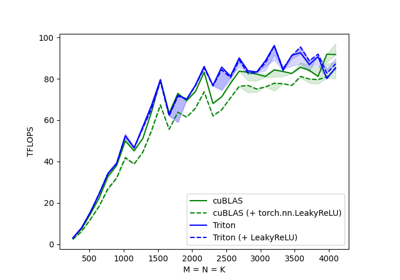 100
80
60
40
20
0
TFLOPS
500 1000 1500 2000 2500 3000 3500 4000
M = N = K
cuBLAS
cuBLAS (+ torch.nn.LeakyReLU)
Triton
Triton (+ LeakyReLU)